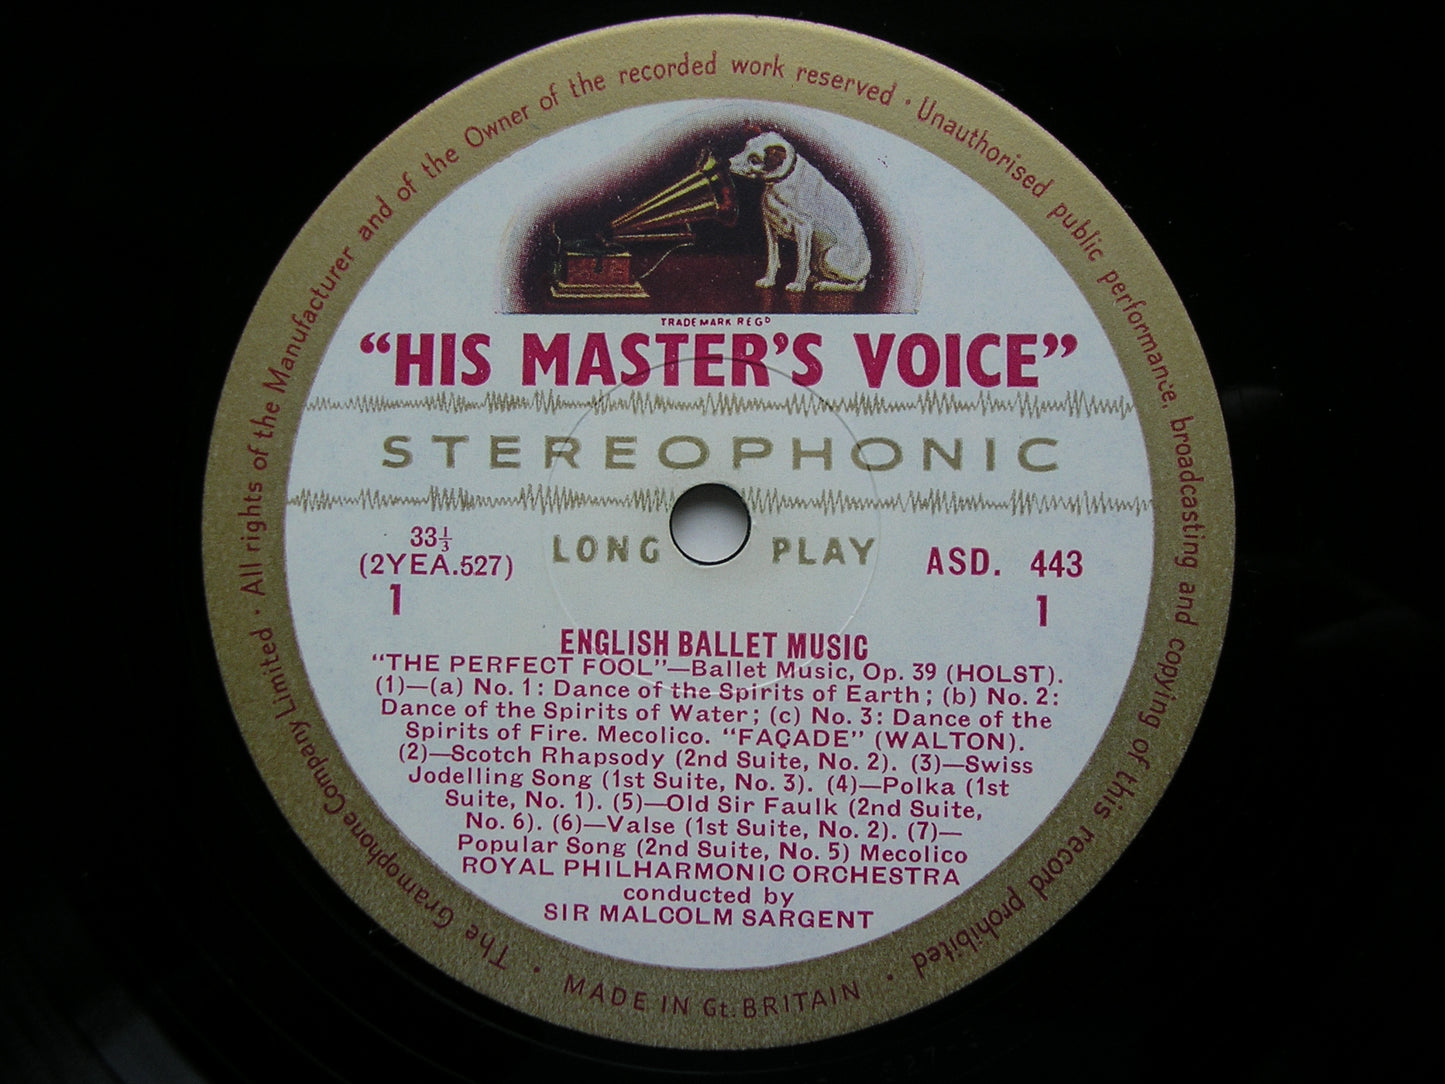 The Gramophone Company Limited · All rights of the Manufacturer and of the Owner of the recorded work reserved · Unauthorised public performance, broadcasting and copying of this record prohibited ·
TRADE MARK REGD
“HIS MASTER'S VOICE”
STEREOPHONIC
LONG PLAY
33⅓
(2YEA.527)
1
ASD. 443
1
ENGLISH BALLET MUSIC
“THE PERFECT FOOL”—Ballet Music, Op. 39 (HOLST).
(1)—(a) No. 1: Dance of the Spirits of Earth; (b) No. 2:
Dance of the Spirits of Water; (c) No. 3: Dance of the
Spirits of Fire. Mecolico. “FAÇADE” (WALTON).
(2)—Scotch Rhapsody (2nd Suite, No. 2). (3)—Swiss
Jodelling Song (1st Suite, No. 3). (4)—Polka (1st
Suite, No. 1). (5)—Old Sir Faulk (2nd Suite,
No. 6). (6)—Valse (1st Suite, No. 2). (7)—
Popular Song (2nd Suite, No. 5) Mecolico
ROYAL PHILHARMONIC ORCHESTRA
conducted by
SIR MALCOLM SARGENT
· MADE IN Gt. BRITAIN ·